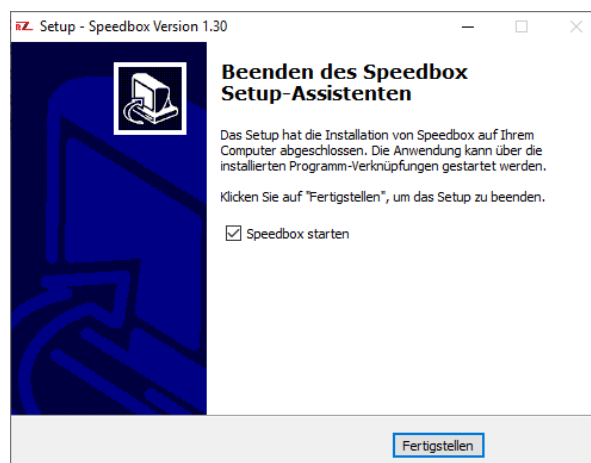 Setup - Speedbox Version 1.30
Beenden des Speedbox
Setup-Assistenten
Das Setup hat die Installation von Speedbox auf Ihrem
Computer abgeschlossen. Die Anwendung kann über die
installierten Programm-Verknüpfungen gestartet werden.
Klicken Sie auf "Fertigstellen", um das Setup zu beenden.
Speedbox starten
Fertigstellen